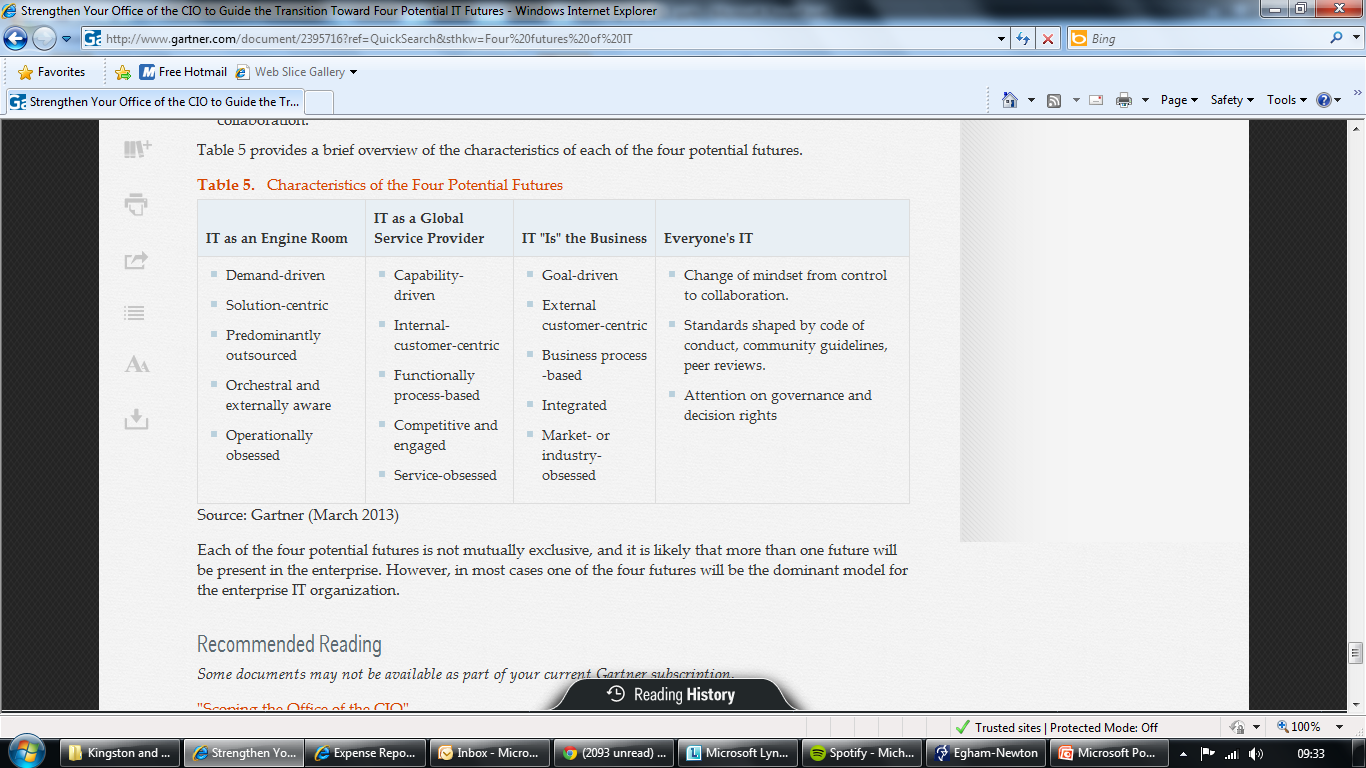 Strengthen Your Office of the CIO to Guide the Transition Toward Four Potential IT Futures - Windows Internet Explorer
http://www.gartner.com/document/2395716?ref=QuickSearch&sthkw=Four%20futures%20of%20IT
Bing
Favorites
Free Hotmail
Web Slice Gallery
Strengthen Your Office of the CIO to Guide the Tr...
Page
Safety
Tools
collaboration.
Table 5 provides a brief overview of the characteristics of each of the four potential futures.
Table 5. Characteristics of the Four Potential Futures
IT as an Engine Room
Demand-driven
Solution-centric
Predominantly
outsourced
Orchestral and
externally aware
Operationally
obsessed
IT as a Global
Service Provider
Capability-
driven
Internal-
customer-centric
Functionally
process-based
Competitive and
engaged
Service-obsessed
IT "Is" the Business
Goal-driven
External
customer-centric
Business process
-based
Integrated
Market- or
industry-
obsessed
Everyone's IT
Change of mindset from control
to collaboration.
Standards shaped by code of
conduct, community guidelines,
peer reviews.
Attention on governance and
decision rights
Source: Gartner (March 2013)
Each of the four potential futures is not mutually exclusive, and it is likely that more than one future will
be present in the enterprise. However, in most cases one of the four futures will be the dominant model for
the enterprise IT organization.
Recommended Reading
Some documents may not be available as part of your current Gartner subscription.
"Scoping the Office of the CIO"
Reading History
Trusted sites | Protected Mode: Off
100%
Kingston and ...
Strengthen Yo...
Expense Repo...
Inbox - Micro...
(2093 unread) ...
Microsoft Lyn...
Spotify - Mich...
Egham-Newton
Microsoft Po...
09:33